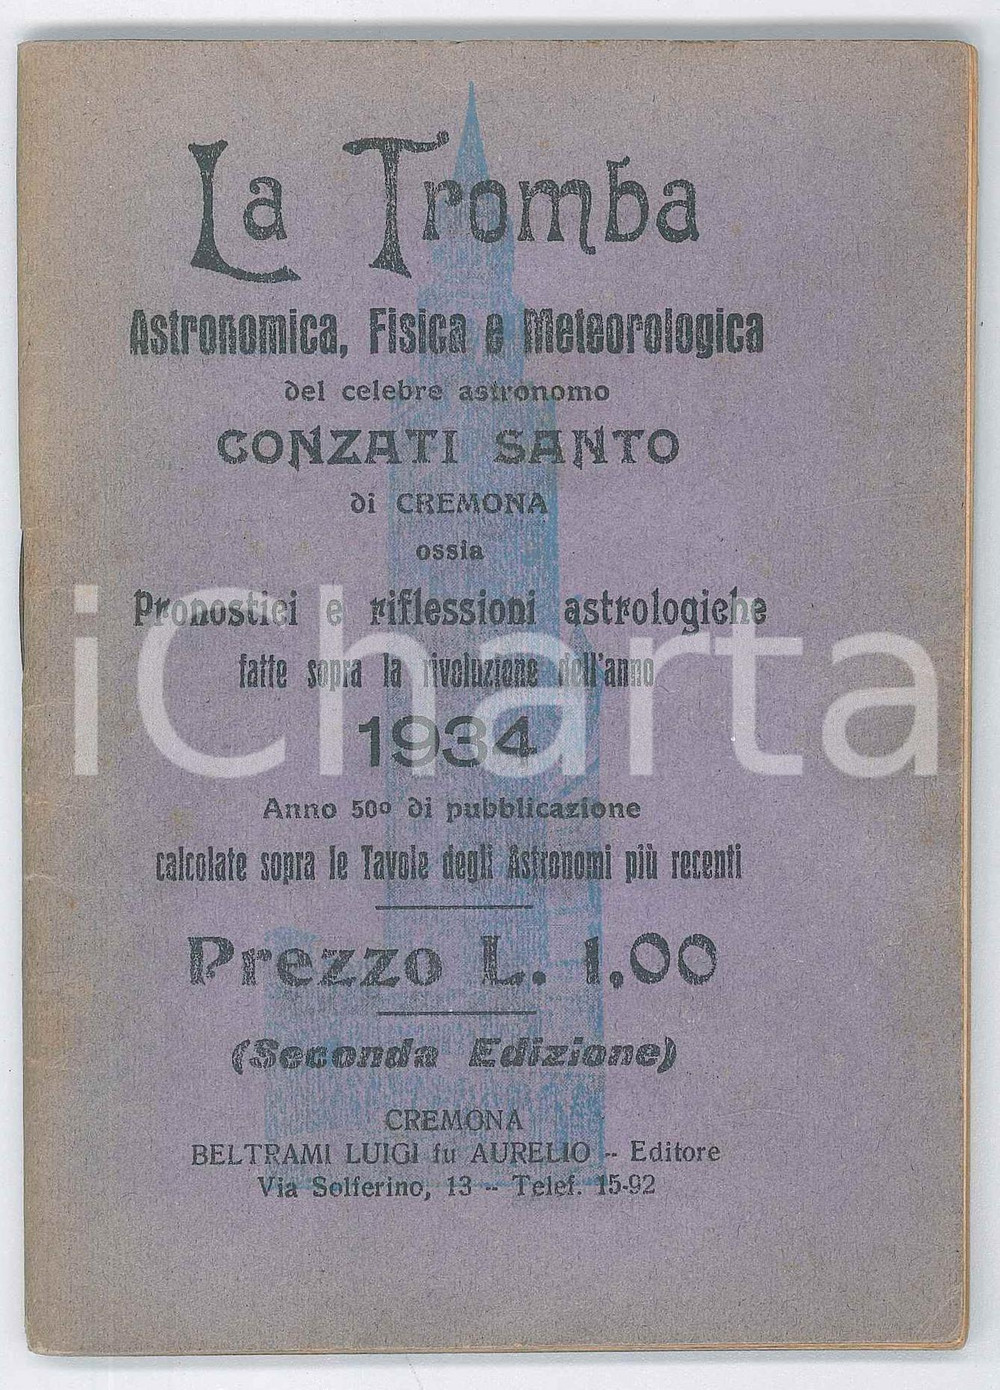 La Tromba
Astronomica, Fisica e Meteorologica
del celebre astronomo
CONZATI SANTO
di CREMONA
ossia
Pronostici e riflessioni astrologiche
fatte sopra la rivoluzione dell'anno
1934
Anno 50º di pubblicazione
calcolate sopra le Tavole degli Astronomi più recenti
Prezzo L. 1,00
(Seconda Edizione)
CREMONA
BELTRAMI LUIGI fu AURELIO -- Editore
Via Solferino, 13 -- Telef. 15-92
iCharta